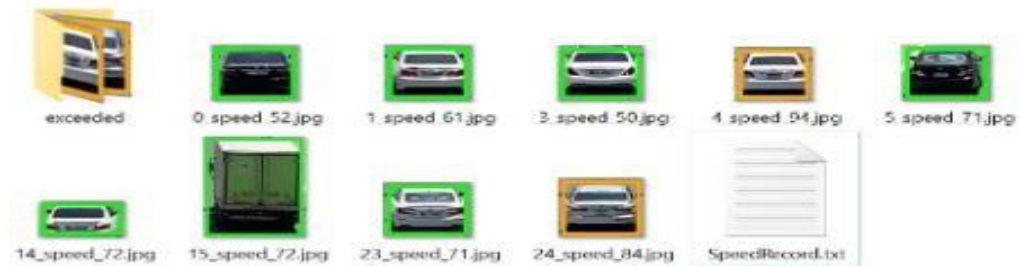 exceeded 0 speed 52.jpg 1 speed 61.jpg 3 speed 50.jpg 4 speed 94.jpg 5 speed 71.jpg
14_speed_72.jpg 15_speed_72.jpg 23_speed_71.jpg 24_speed_84.jpg SpeedRecord.txt